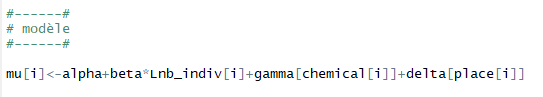 #------#
# modèle
#------#
mu[i]<-alpha+beta*Lnb_indiv[i]+gamma[chemical[i]]+delta[place[i]]